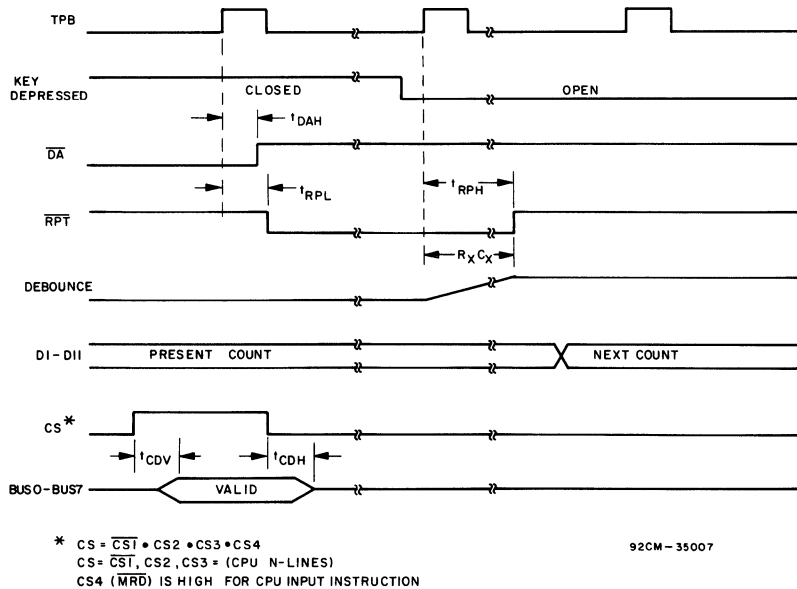 TPB
KEY
DEPRESSED
CLOSED
OPEN
tDAH
DA
tRPL
tRPH
RPT
RXCX
DEBOUNCE
DI-DII
PRESENT COUNT
NEXT COUNT
CS*
tCDV
tCDH
BUS0-BUS7
VALID
* CS = CSI • CS2 • CS3 • CS4
92CM-35007
CS = CSI, CS2, CS3 = (CPU N-LINES)
CS4 (MRD) IS HIGH FOR CPU INPUT INSTRUCTION